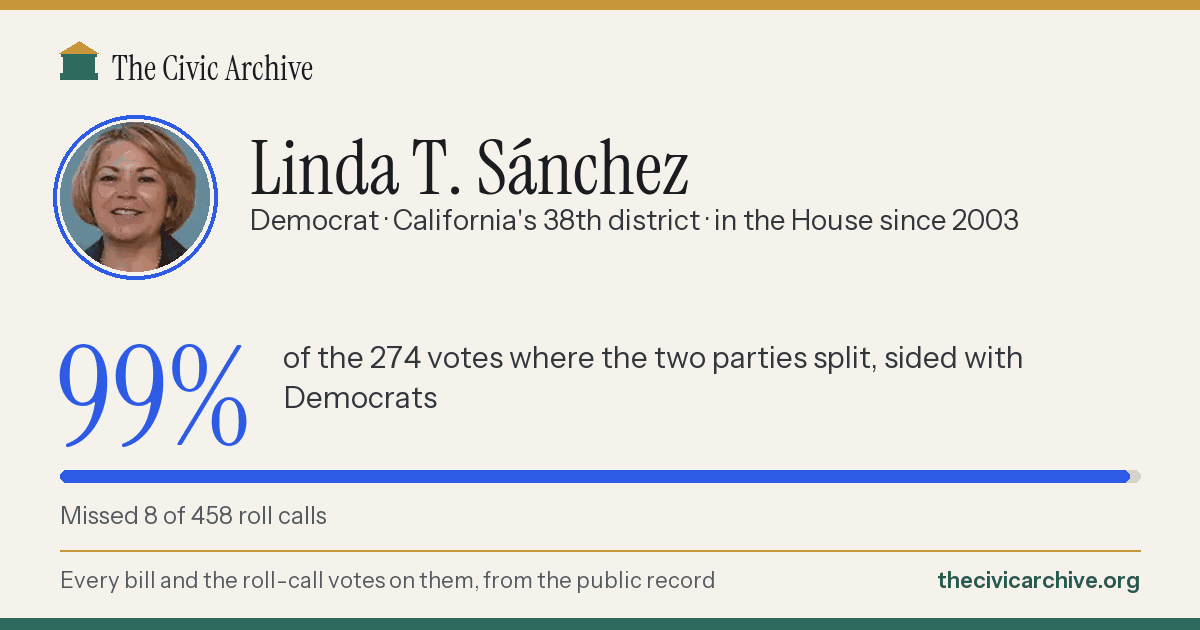 The Civic Archive
Linda T. Sánchez
Democrat · California's 38th district · in the House since 2003
99%
of the 274 votes where the two parties split, sided with
Democrats
Missed 8 of 458 roll calls
Every bill and the roll-call votes on them, from the public record
thecivicarchive.org